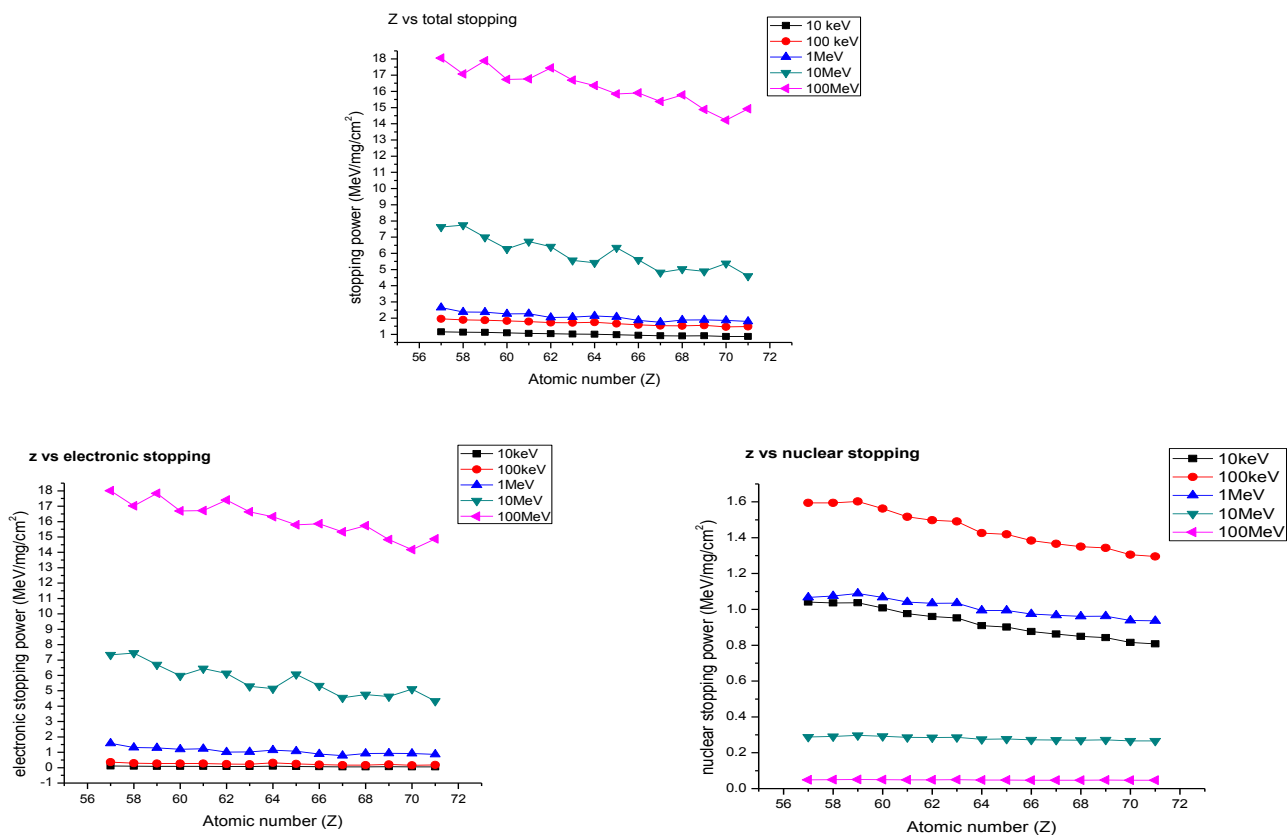 Z vs total stopping
10 keV
100 keV
1MeV
10MeV
100MeV
18
17
16
15
14
13
12
11
10
9
8
7
6
5
4
3
2
1
stopping power (MeV/mg/cm²)
56 58 60 62 64 66 68 70 72
Atomic number (Z)
z vs electronic stopping
10keV
100keV
1MeV
10MeV
100MeV
18
17
16
15
14
13
12
11
10
9
8
7
6
5
4
3
2
1
0
-1
electronic stopping power (MeV/mg/cm²)
56 58 60 62 64 66 68 70 72
Atomic number (Z)
z vs nuclear stopping
10keV
100keV
1MeV
10MeV
100MeV
1.6
1.4
1.2
1.0
0.8
0.6
0.4
0.2
0.0
nuclear stopping power (MeV/mg/cm²)
56 58 60 62 64 66 68 70 72
Atomic number (Z)